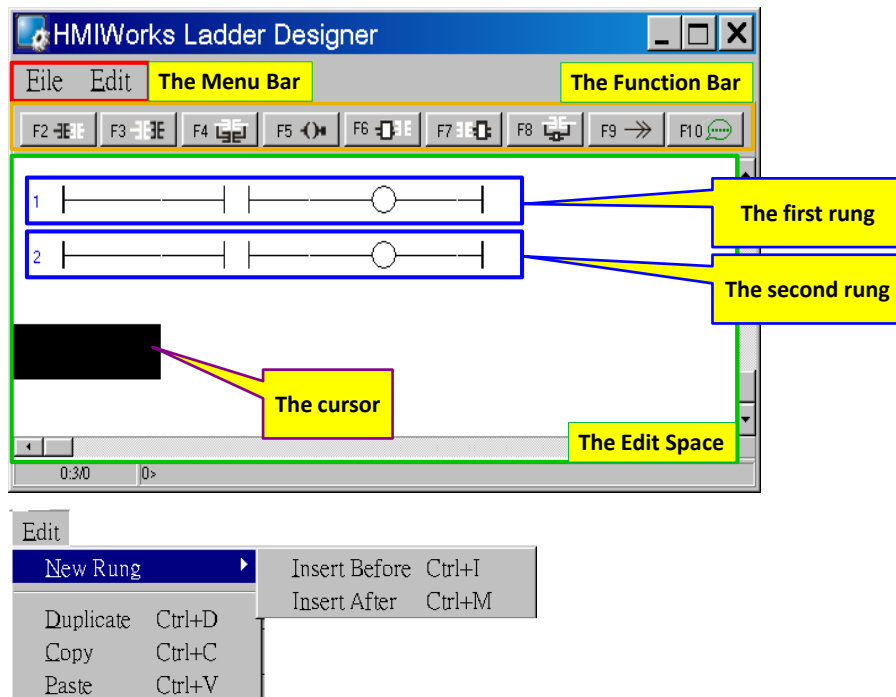 HMIWorks Ladder Designer
File Edit The Menu Bar The Function Bar
F2 F3 F4 F5 F6 F7 F8 F9 F10
1
The first rung
2
The second rung
The cursor
The Edit Space
0:3/0 0>
Edit
New Rung Insert Before Ctrl+I
Insert After Ctrl+M
Duplicate Ctrl+D
Copy Ctrl+C
Paste Ctrl+V